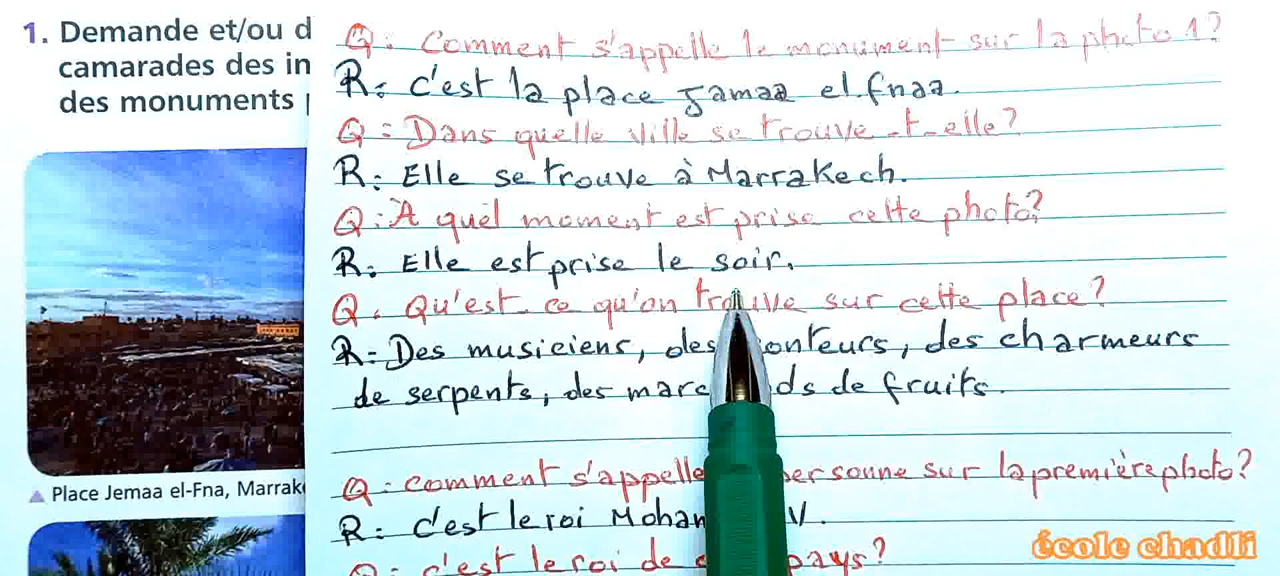 1. Demande et/ou d
camarades des in
des monuments
Place Jemaa el-Fna, Marrak
Q: Comment s'appelle le monument sur la photo 1?
R: c'est la place Jamaa el.fnaa.
Q: Dans quelle ville se trouve-t-elle?
R: Elle se trouve à Marrakech.
Q: À quel moment est prise cette photo?
R: Elle est prise le soir.
Q: Qu'est-ce qu'on trouve sur cette place?
R: Des musiciens, des conteurs, des charmeurs
de serpents, des marc ds de fruits.
Q: comment s'appelle personne sur la première photo?
R: c'est le roi Moham V.
Q: c'est le roi de pays?
école chadli